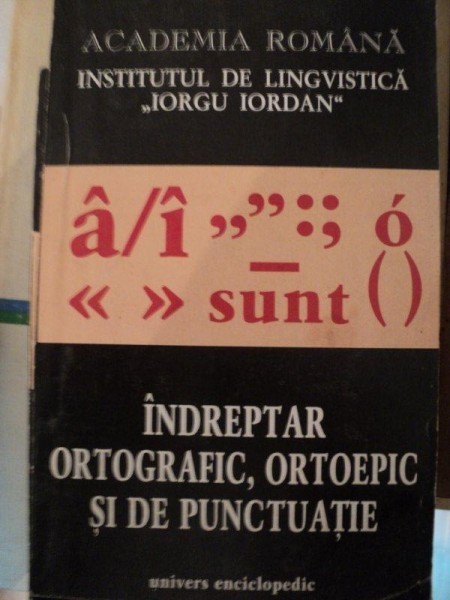 ACADEMIA ROMÂNĂ
INSTITUTUL DE LINGVISTICĂ
„IORGU IORDAN“
â/î „” : ; ó
« » _ sunt ( )
ÎNDREPTAR
ORTOGRAFIC, ORTOEPIC
ȘI DE PUNCTUAȚIE
univers enciclopedic